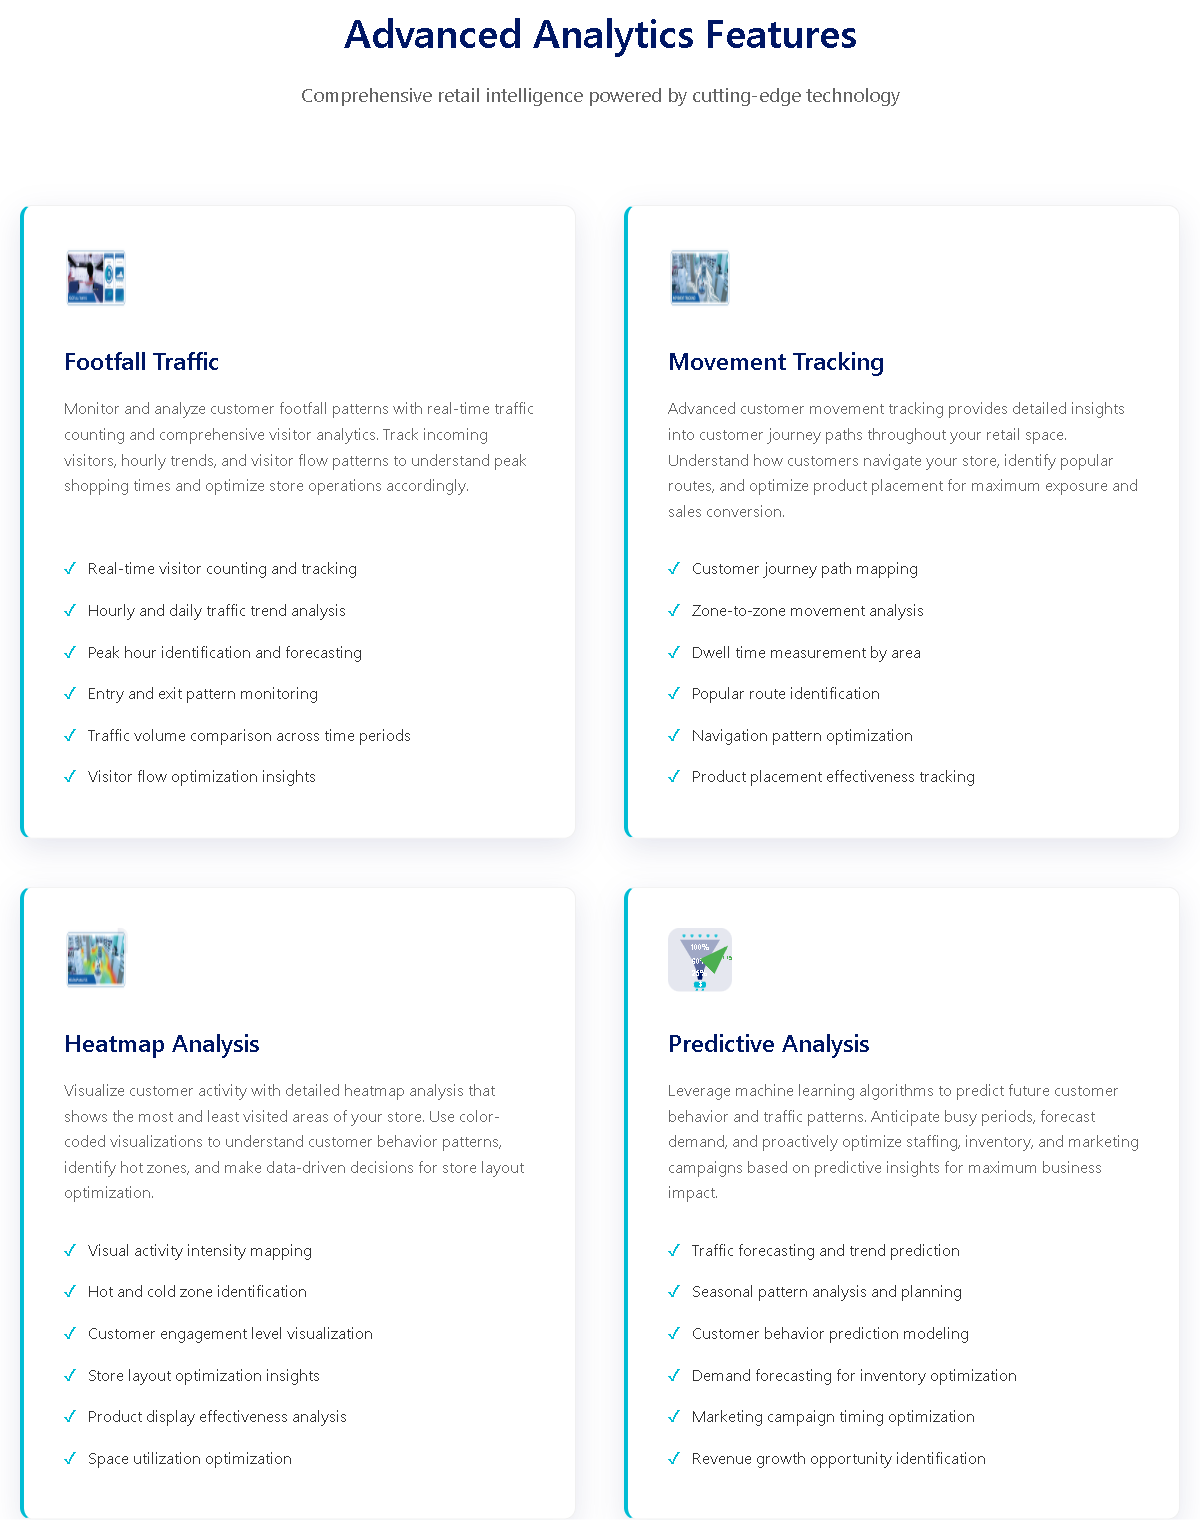 Advanced Analytics Features
Comprehensive retail intelligence powered by cutting-edge technology
Footfall Traffic
Monitor and analyze customer footfall patterns with real-time traffic
counting and comprehensive visitor analytics. Track incoming
visitors, hourly trends, and visitor flow patterns to understand peak
shopping times and optimize store operations accordingly.
✓ Real-time visitor counting and tracking
✓ Hourly and daily traffic trend analysis
✓ Peak hour identification and forecasting
✓ Entry and exit pattern monitoring
✓ Traffic volume comparison across time periods
✓ Visitor flow optimization insights
Movement Tracking
Advanced customer movement tracking provides detailed insights
into customer journey paths throughout your retail space.
Understand how customers navigate your store, identify popular
routes, and optimize product placement for maximum exposure and
sales conversion.
✓ Customer journey path mapping
✓ Zone-to-zone movement analysis
✓ Dwell time measurement by area
✓ Popular route identification
✓ Navigation pattern optimization
✓ Product placement effectiveness tracking
Heatmap Analysis
Visualize customer activity with detailed heatmap analysis that
shows the most and least visited areas of your store. Use color-
coded visualizations to understand customer behavior patterns,
identify hot zones, and make data-driven decisions for store layout
optimization.
✓ Visual activity intensity mapping
✓ Hot and cold zone identification
✓ Customer engagement level visualization
✓ Store layout optimization insights
✓ Product display effectiveness analysis
✓ Space utilization optimization
100%
Predictive Analysis
Leverage machine learning algorithms to predict future customer
behavior and traffic patterns. Anticipate busy periods, forecast
demand, and proactively optimize staffing, inventory, and marketing
campaigns based on predictive insights for maximum business
impact.
✓ Traffic forecasting and trend prediction
✓ Seasonal pattern analysis and planning
✓ Customer behavior prediction modeling
✓ Demand forecasting for inventory optimization
✓ Marketing campaign timing optimization
✓ Revenue growth opportunity identification